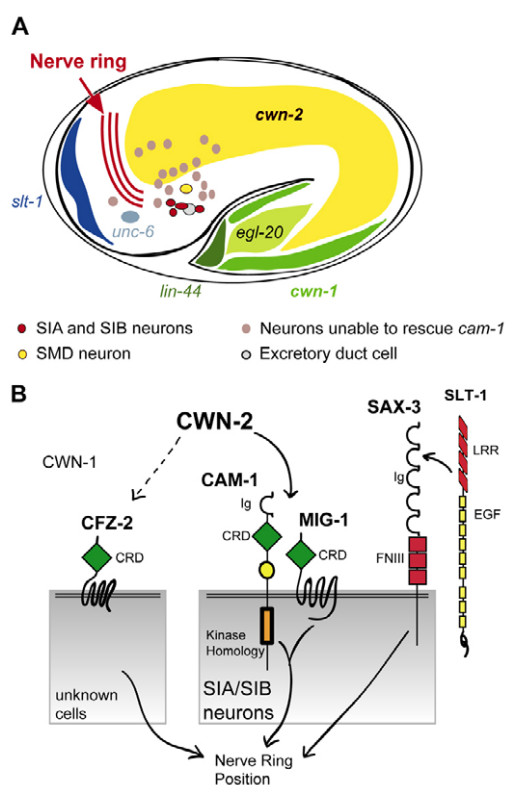 A
Nerve ring
cwn-2
slt-1
unc-6
egl-20
lin-44
cwn-1
SIA and SIB neurons
Neurons unable to rescue cam-1
SMD neuron
Excretory duct cell
B
SLT-1
SAX-3
CWN-2
LRR
CWN-1
Ig
CAM-1
Ig
EGF
CFZ-2
MIG-1
CRD
CRD
CRD
FNIII
Kinase
Homology
unknown
cells
SIA/SIB
neurons
Nerve Ring
Position